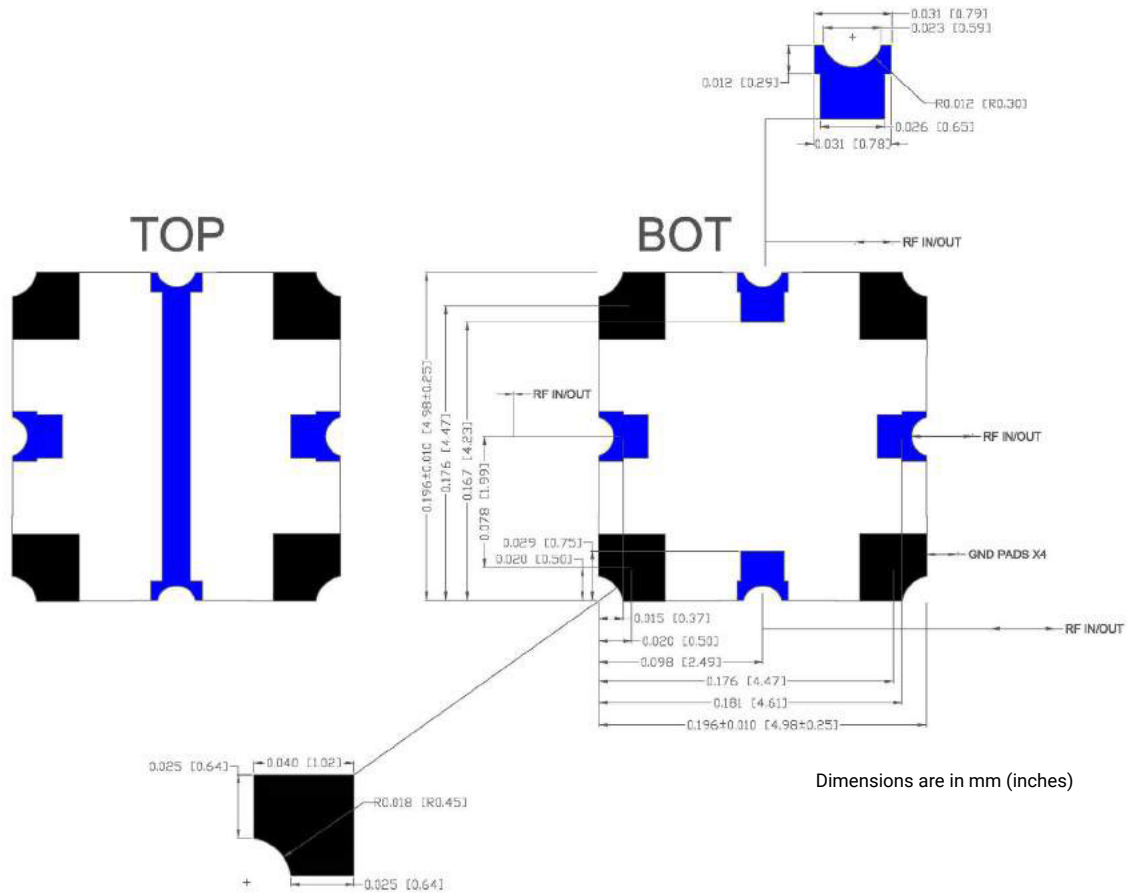 0.031 [0.79]
0.023 [0.59]
0.012 [0.29]
R0.012 [R0.30]
0.026 [0.65]
0.031 [0.78]
TOP
BOT
RF IN/OUT
RF IN/OUT
RF IN/OUT
0.196±0.010 [4.98±0.25]
0.176 [4.47]
0.167 [4.23]
0.078 [1.99]
0.029 [0.75]
0.020 [0.50]
GND PADS X4
0.015 [0.37]
0.020 [0.50]
RF IN/OUT
0.098 [2.49]
0.176 [4.47]
0.181 [4.61]
0.196±0.010 [4.98±0.25]
0.025 [0.64]
0.040 [1.02]
Dimensions are in mm (inches)
R0.018 [R0.45]
0.025 [0.64]